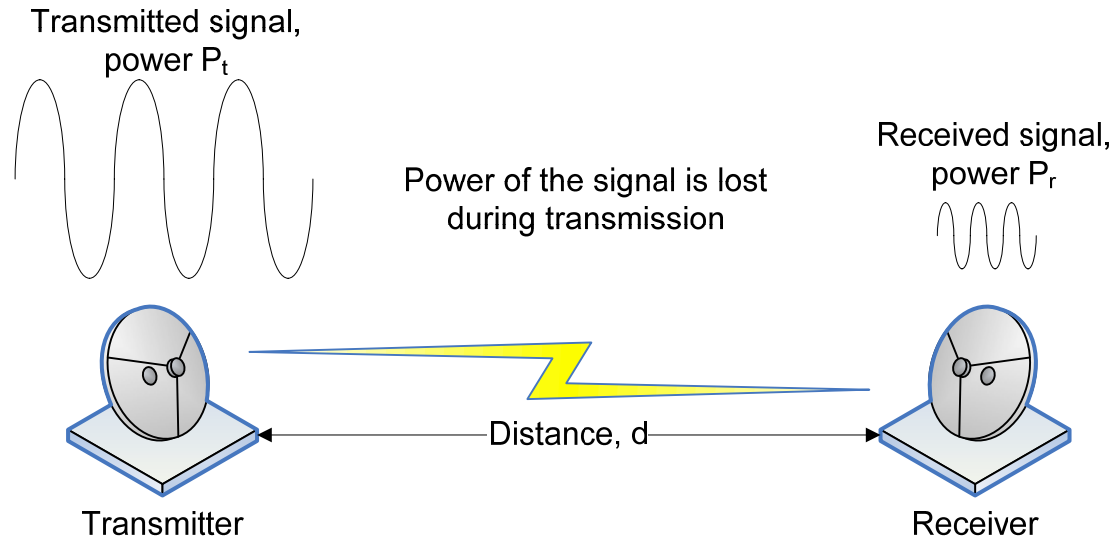 Transmitted signal,
power Pt
Power of the signal is lost
during transmission
Received signal,
power Pr
Distance, d
Transmitter
Receiver